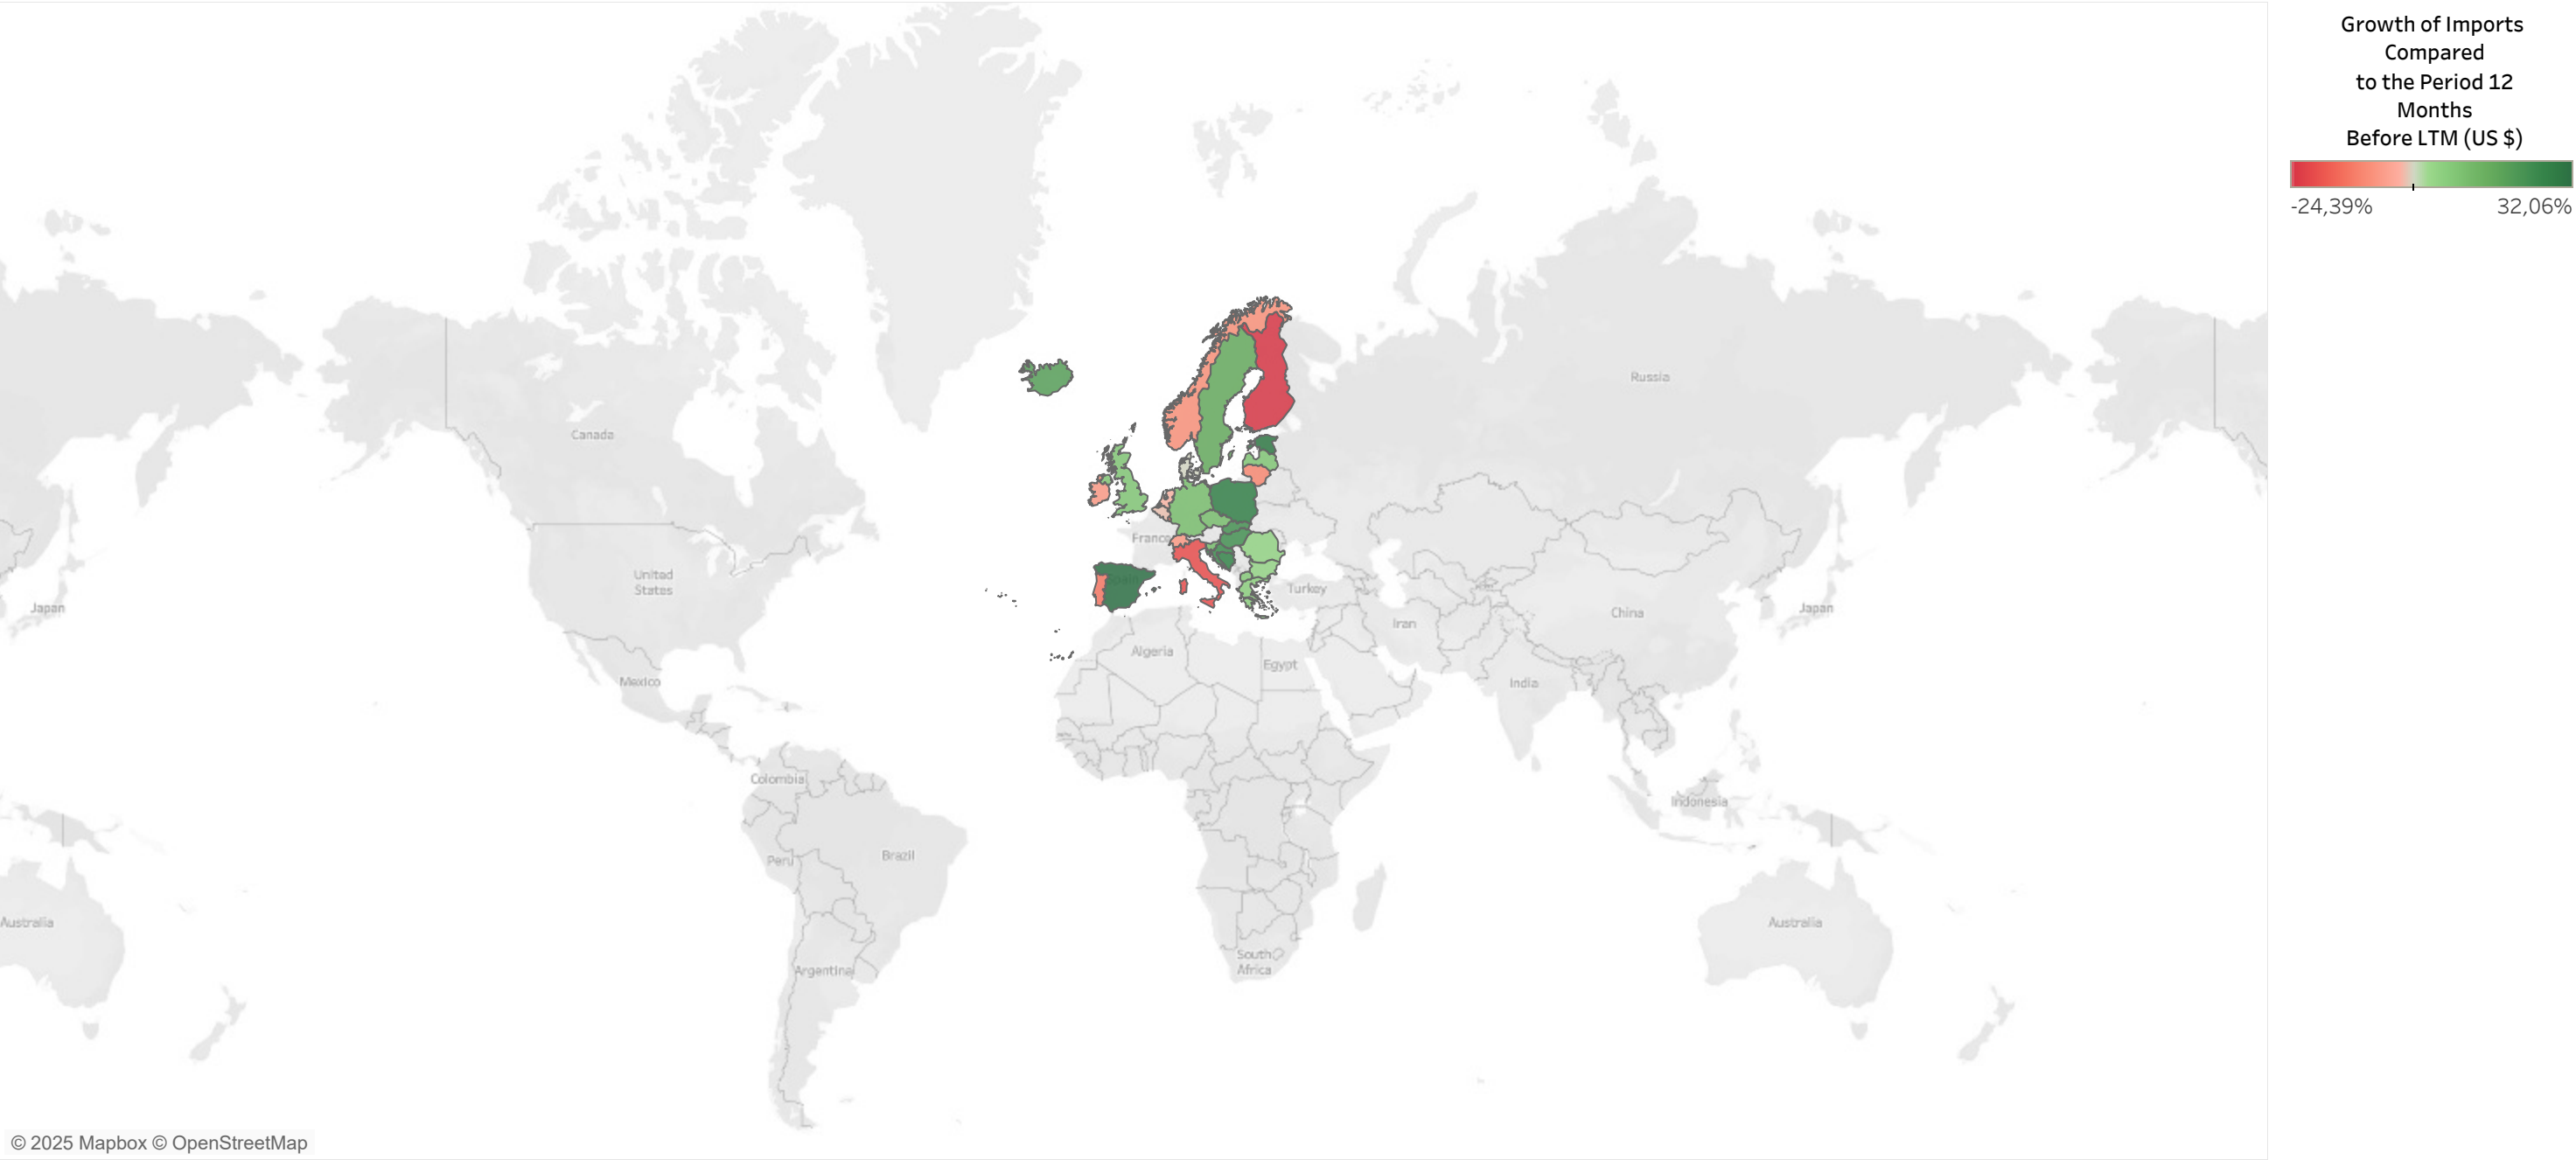 Growth of Imports
Compared
to the Period 12
Months
Before LTM (US $)
-24,39%
32,06%
Russia
Canada
France
United
States
Spain
Turkey
Japan
China
Japan
Iran
Algeria
Egypt
Mexico
India
Colombia
Indonesia
Peru
Brazil
Australia
Australia
South
Africa
Argentina
© 2025 Mapbox © OpenStreetMap